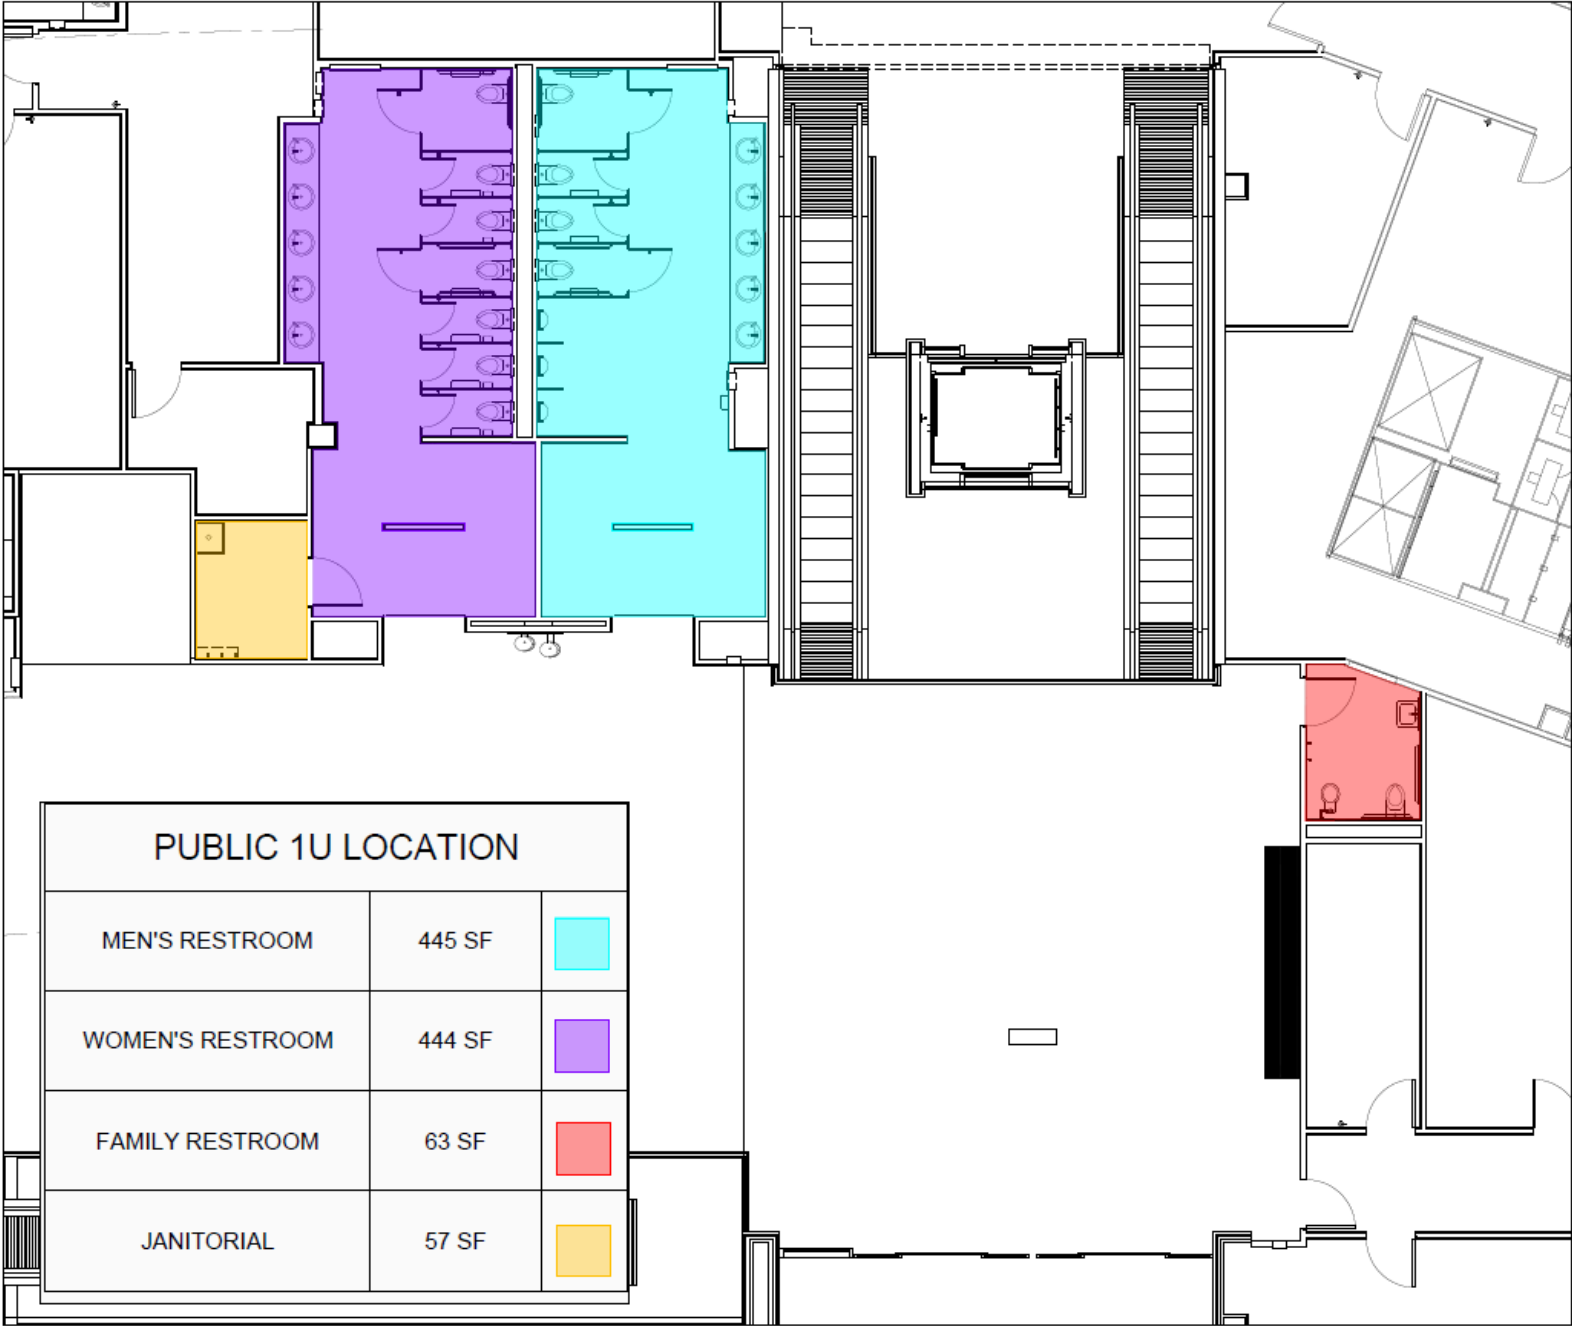 PUBLIC 1U LOCATION
MEN'S RESTROOM 445 SF
WOMEN'S RESTROOM 444 SF
FAMILY RESTROOM 63 SF
JANITORIAL 57 SF